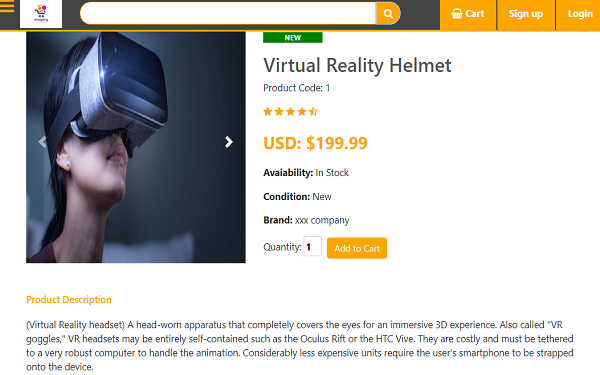 shopping
Cart
Sign up
Login
NEW
Virtual Reality Helmet
Product Code: 1
USD: $199.99
Avaiability: In Stock
Condition: New
Brand: xxx company
Quantity: 1 Add to Cart
Product Description
(Virtual Reality headset) A head-worn apparatus that completely covers the eyes for an immersive 3D experience. Also called "VR
goggles," VR headsets may be entirely self-contained such as the Oculus Rift or the HTC Vive. They are costly and must be tethered
to a very robust computer to handle the animation. Considerably less expensive units require the user's smartphone to be strapped
onto the device.